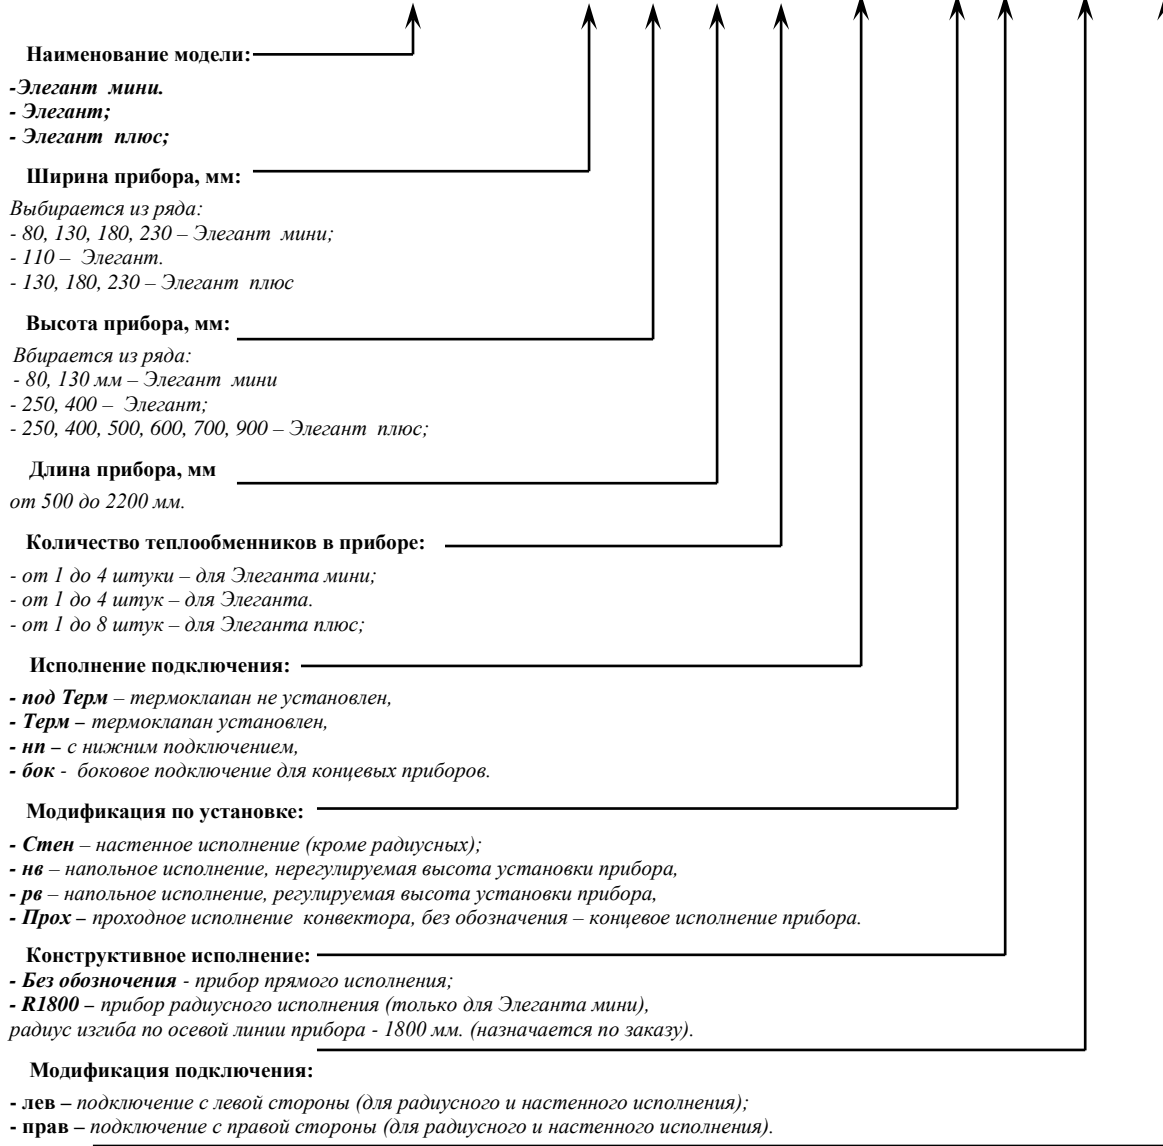 Наименование модели:
-Элегант мини.
- Элегант;
- Элегант плюс;
Ширина прибора, мм:
Выбирается из ряда:
- 80, 130, 180, 230 – Элегант мини;
- 110 – Элегант.
- 130, 180, 230 – Элегант плюс
Высота прибора, мм:
Вбирается из ряда:
- 80, 130 мм – Элегант мини
- 250, 400 – Элегант;
- 250, 400, 500, 600, 700, 900 – Элегант плюс;
Длина прибора, мм
от 500 до 2200 мм.
Количество теплообменников в приборе:
- от 1 до 4 штуки – для Элеганта мини;
- от 1 до 4 штук – для Элеганта.
- от 1 до 8 штук – для Элеганта плюс;
Исполнение подключения:
- под Терм – термоклапан не установлен,
- Терм – термоклапан установлен,
- нп – с нижним подключением,
- бок - боковое подключение для концевых приборов.
Модификация по установке:
- Стен – настенное исполнение (кроме радиусных);
- нв – напольное исполнение, нерегулируемая высота установки прибора,
- рв – напольное исполнение, регулируемая высота установки прибора,
- Прох – проходное исполнение конвектора, без обозначения – концевое исполнение прибора.
Конструктивное исполнение:
- Без обозночения - прибор прямого исполнения;
- R1800 – прибор радиусного исполнения (только для Элеганта мини),
радиус изгиба по осевой линии прибора - 1800 мм. (назначается по заказу).
Модификация подключения:
- лев – подключение с левой стороны (для радиусного и настенного исполнения);
- прав – подключение с правой стороны (для радиусного и настенного исполнения).